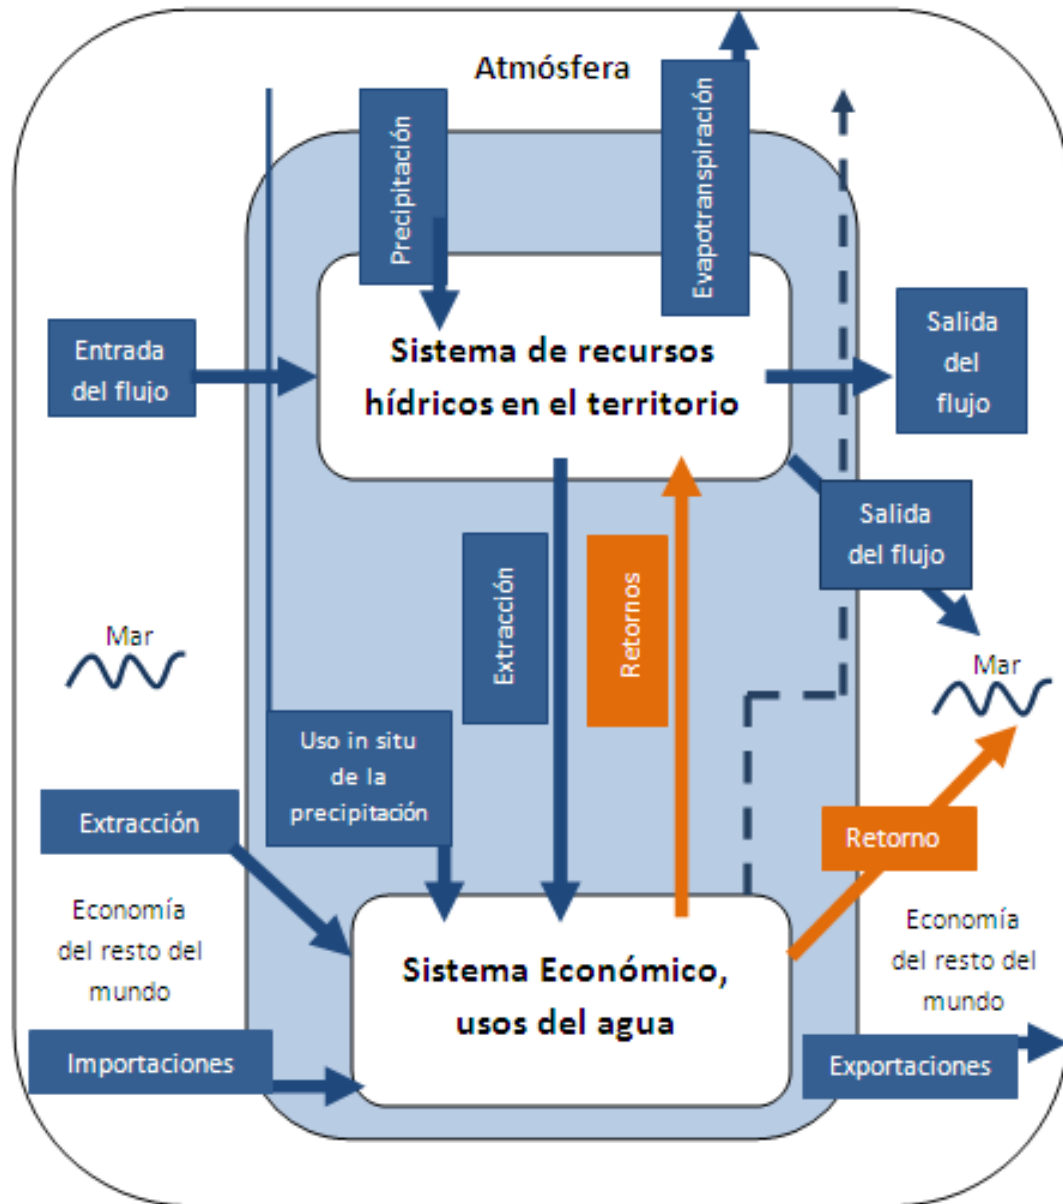 Atmósfera
Precipitación
Evapotranspiración
Entrada
del flujo
Sistema de recursos
hídricos en el territorio
Salida
del
flujo
Salida
del flujo
Extracción
Retornos
Mar
Mar
Uso in situ
de la
precipitación
Extracción
Retorno
Economía
del resto del
mundo
Economía
del resto del
mundo
Sistema Económico,
usos del agua
Importaciones
Exportaciones